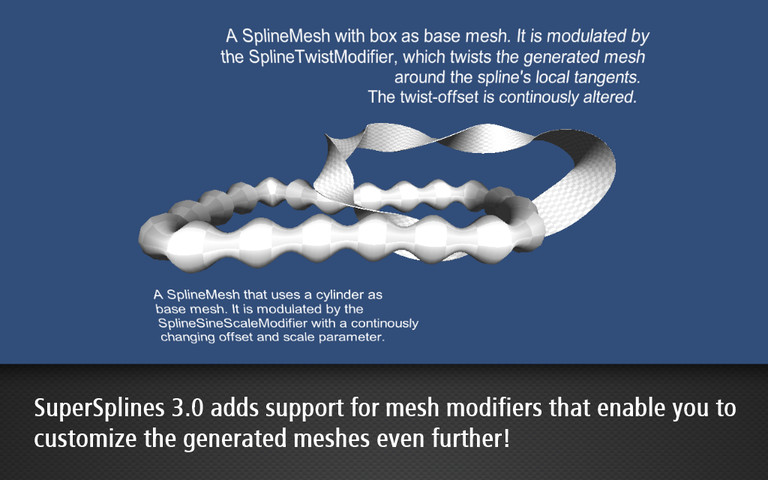 A SplineMesh with box as base mesh. It is modulated by
the SplineTwistModifier, which twists the generated mesh
around the spline's local tangents.
The twist-offset is continously altered.
A SplineMesh that uses a cylinder as
base mesh. It is modulated by the
SplineSineScaleModifier with a continously
changing offset and scale parameter.
SuperSplines 3.0 adds support for mesh modifiers that enable you to
customize the generated meshes even further!